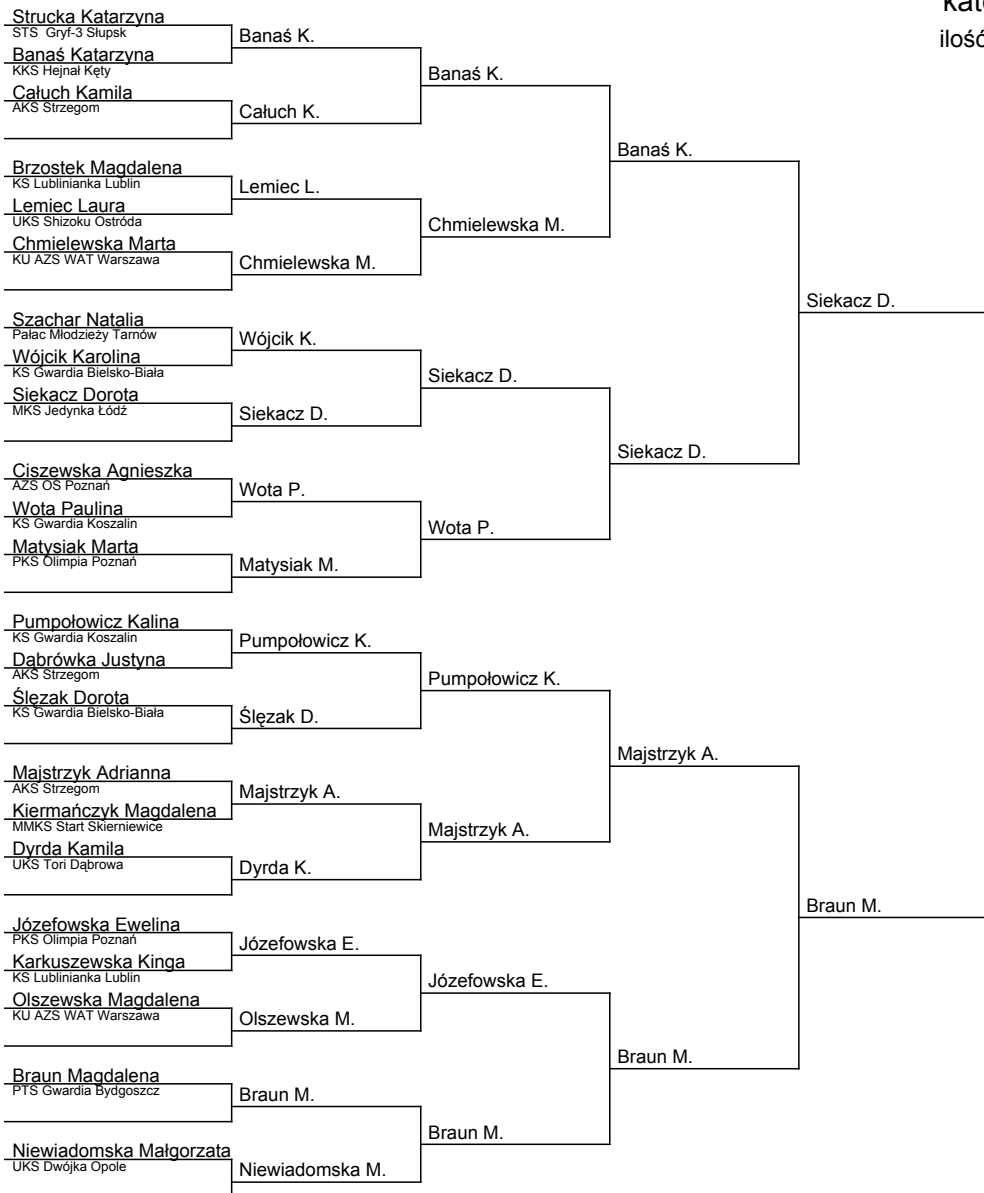 kate
ilość
Strucka Katarzyna
STS Gryf-3 Słupsk
Banaś Katarzyna
KKS Hejnał Kęty
Całuch Kamila
AKS Strzegom
Brzostek Magdalena
KS Lublinianka Lublin
Lemiec Laura
UKS Shizoku Ostróda
Chmielewska Marta
KU AZS WAT Warszawa
Szachar Natalia
Pałac Młodzieży Tarnów
Wójcik Karolina
KS Gwardia Bielsko-Biała
Siekacz Dorota
MKS Jedynka Łódź
Ciszewska Agnieszka
AZS OŚ Poznań
Wota Paulina
KS Gwardia Koszalin
Matysiak Marta
PKS Olimpia Poznań
Pumpołowicz Kalina
KS Gwardia Koszalin
Dąbrówka Justyna
AKS Strzegom
Ślęzak Dorota
KS Gwardia Bielsko-Biała
Majstrzyk Adrianna
AKS Strzegom
Kiermańczyk Magdalena
MMKS Start Skierniewice
Dyrda Kamila
UKS Tori Dąbrowa
Józefowska Ewelina
PKS Olimpia Poznań
Karkuszewska Kinga
KS Lublinianka Lublin
Olszewska Magdalena
KU AZS WAT Warszawa
Braun Magdalena
PTS Gwardia Bydgoszcz
Niewiadomska Małgorzata
UKS Dwójka Opole
Banaś K.
Całuch K.
Lemiec L.
Chmielewska M.
Wójcik K.
Siekacz D.
Wota P.
Matysiak M.
Pumpołowicz K.
Ślęzak D.
Majstrzyk A.
Dyrda K.
Józefowska E.
Olszewska M.
Braun M.
Niewiadomska M.
Banaś K.
Chmielewska M.
Siekacz D.
Wota P.
Pumpołowicz K.
Majstrzyk A.
Józefowska E.
Braun M.
Banaś K.
Siekacz D.
Majstrzyk A.
Braun M.
Siekacz D.
Braun M.